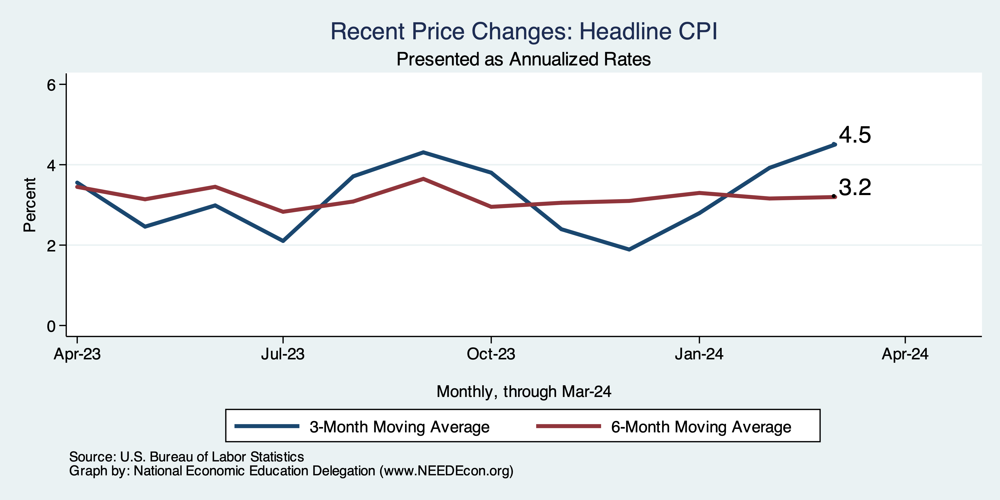 Recent Price Changes: Headline CPI
Presented as Annualized Rates
6
4
2
0
Percent
4.5
3.2
Apr-23 Jul-23 Oct-23 Jan-24 Apr-24
Monthly, through Mar-24
3-Month Moving Average 6-Month Moving Average
Source: U.S. Bureau of Labor Statistics
Graph by: National Economic Education Delegation (www.NEEDEcon.org)